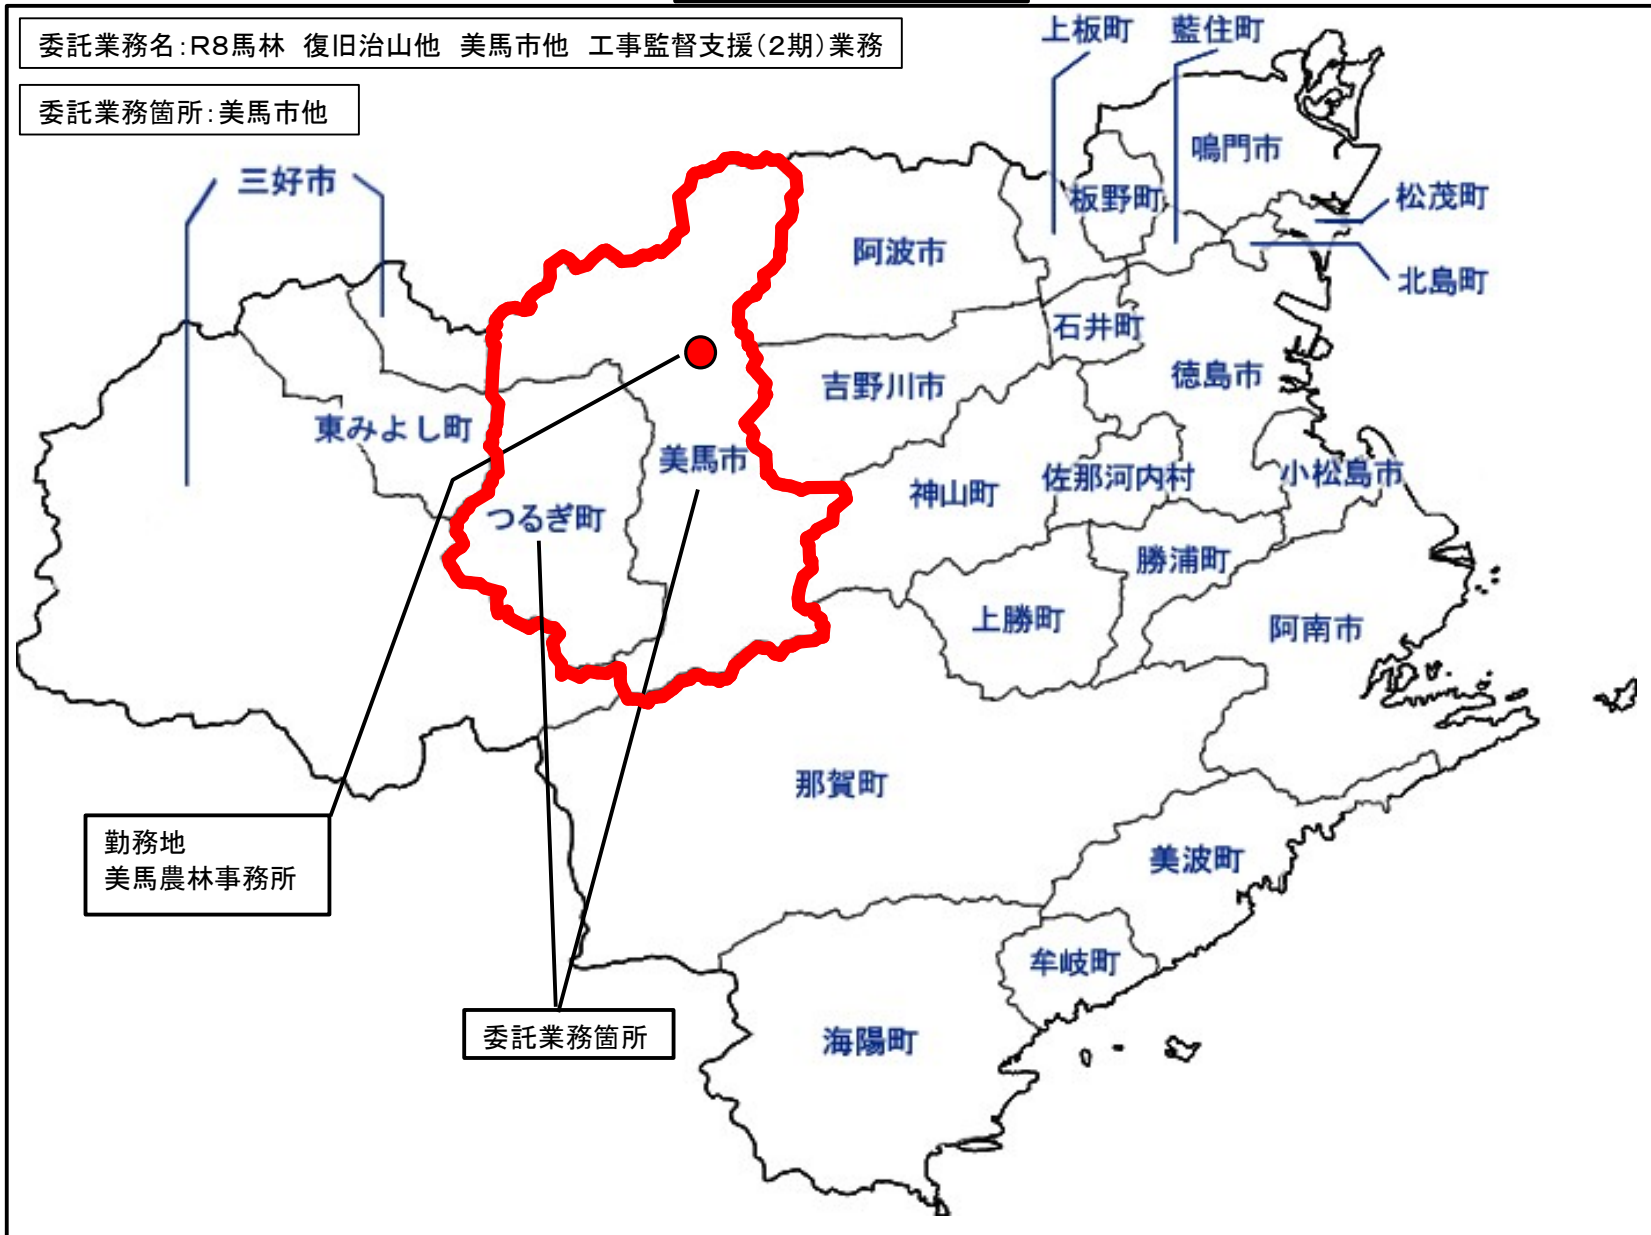 委託業務名:R8馬林 復旧治山他 美馬市他 工事監督支援(2期)業務
委託業務箇所:美馬市他
上板町
藍住町
鳴門市
三好市
板野町
松茂町
阿波市
北島町
石井町
吉野川市
徳島市
東みよし町
美馬市
神山町
佐那河内村
小松島市
つるぎ町
勝浦町
上勝町
阿南市
那賀町
勤務地
美馬農林事務所
美波町
牟岐町
委託業務箇所
海陽町